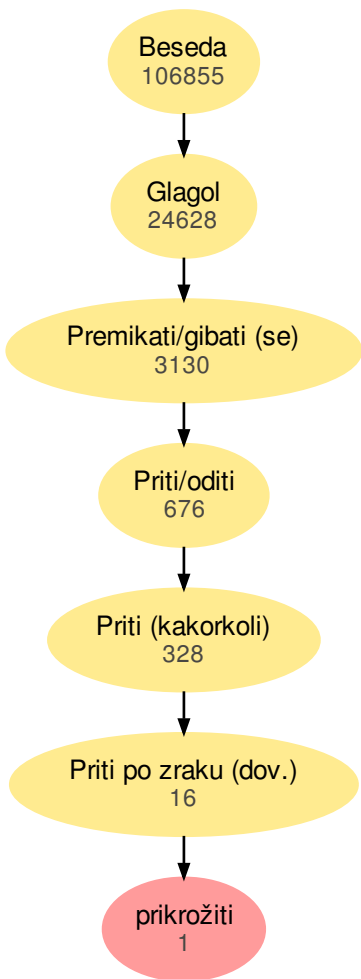 Beseda
106855
Glagol
24628
Premikati/gibati (se)
3130
Priti/oditi
676
Priti (kakorkoli)
328
Priti po zraku (dov.)
16
prikrožiti
1